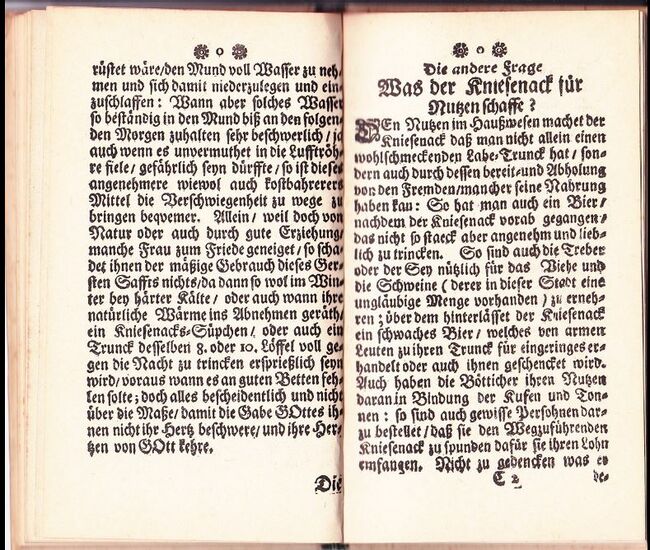 rüstet wäre/den Mund voll Wasser zu neh-
men und sich damit niederzulegen und ein-
zuschlaffen: Wann aber solches Wasser
so beständig in den Mund biß an den folgen-
den Morgen zuhalten sehr beschwerlich/ ja
auch wenn es unvermuthet in die Lufftröh-
re fiele/ gefährlich seyn dürffte/ so ist dieses
angenehmere wiewol auch kostbahrerers
Mittel die Verschwiegenheit zu wege zu
bringen beqvemer. Allein/ weil doch von
Natur oder auch durch gute Erziehung/
manche Frau zum Friede geneiget/ so scha-
det ihnen der mäßige Gebrauch dieses Ger-
sten Saffts nichts/da dann so wol im Win-
ter bey härter Kälte/ oder auch wann ihre
natürliche Wärme ins Abnehmen geräth/
ein Kniesenacks-Süpchen/ oder auch ein
Trunck desselben 8. oder 10. Löffel voll ge-
gen die Nacht zu trincken ersprießlich seyn
wird/voraus wann es an guten Betten feh-
len solte; doch alles bescheidentlich und nicht
über die Maße/ damit die Gabe GOttes ih-
nen nicht ihr Hertz beschwere/ und ihre Her-
tzen von GOtt kehre.
Die
Die andere Frage
Was der Kniesenack für
Nutzen schaffe?
DEn Nutzen im Haußwesen machet der
Kniesenack daß man nicht allein einen
wohlschmeckenden Labe-Trunck hat/ son-
dern auch durch dessen bereit-und Abholung
von den Fremden/mancher seine Nahrung
haben kan: So hat man auch ein Bier/
nachdem der Kniesenack vorab gegangen/
das nicht so staeck aber angenehm und lieb-
lich zu trincken. So sind auch die Treber
oder der Sey nützlich für das Viehe und
die Schweine (derer in dieser Stadt eine
ungläubige Menge vorhanden/ zu erneh-
ren; über dem hinterlässet der Kniesenack
ein schwaches Bier/ welches von armen
Leuten zu ihren Trunck für ein geringes er-
handelt oder auch ihnen geschencket wird.
Auch haben die Bötticher ihren Nutzen
daran in Bindung der Kufen und Ton-
nen: so sind auch gewisse Persohnen dar-
zu bestellet/ daß sie den Wegzuführenden
Kniesenack zu spunden dafür sie ihren Lohn
emfangen. Nicht zu gedencken was er
C 2 de-